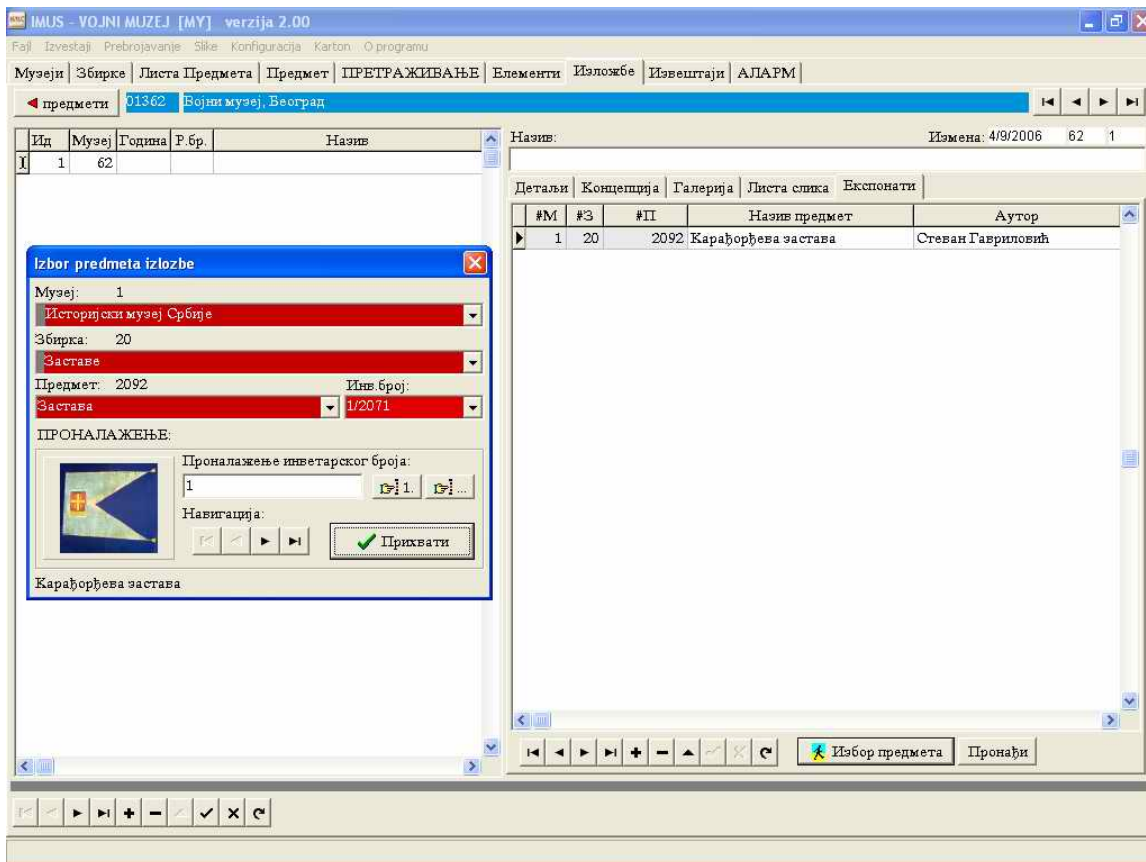 IMUS - VOJNI MUZEJ [MY] verzija 2.00
Fajl Izvestaji Prebrojavanje Slike Konfiguracija Karton O programu
Музеји Збирке Листа Предмета Предмет ПРЕТРАЖИВАЊЕ Елементи Изложбе Извештаји АЛАРМ
предмети 01362 Војни музеј, Београд
Ид Музеј Година Р.бр. Назив
1 62
Назив: Измена: 4/9/2006 62 1
Детаљи Концепција Галерија Листа слика Експонати
#М #З #П Назив предмет Аутор
1 20 2092 Карађорђева застава Стеван Гавриловић
Izbor predmeta izlozbe
Музеј: 1
Историјски музеј Србије
Збирка: 20
Заставе
Предмет: 2092 Инв.број:
Застава 1/2071
ПРОНАЛАЖЕЊЕ:
Проналажење инветарског броја:
1 1. ...
Навигација:
Прихвати
Карађорђева застава
Избор предмета Пронађи